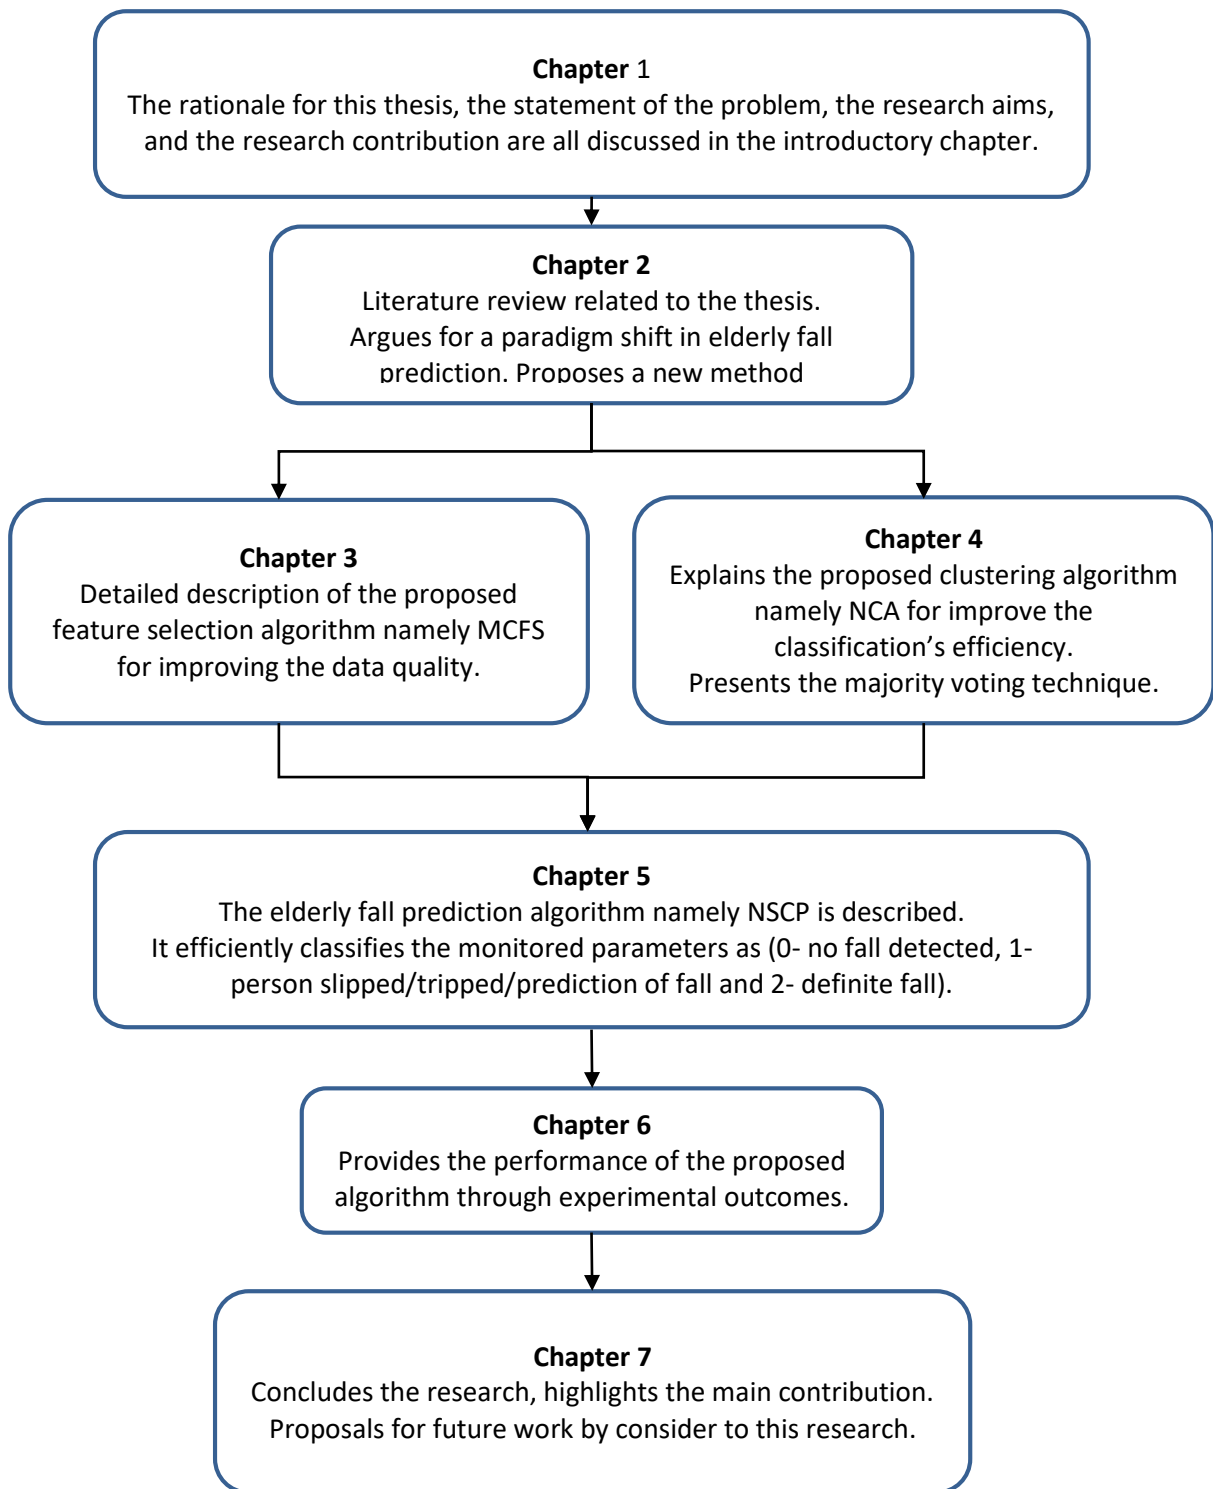 Chapter 1
The rationale for this thesis, the statement of the problem, the research aims,
and the research contribution are all discussed in the introductory chapter.
Chapter 2
Literature review related to the thesis.
Argues for a paradigm shift in elderly fall
prediction. Proposes a new method
Chapter 3
Detailed description of the proposed
feature selection algorithm namely MCFS
for improving the data quality.
Chapter 4
Explains the proposed clustering algorithm
namely NCA for improve the
classification’s efficiency.
Presents the majority voting technique.
Chapter 5
The elderly fall prediction algorithm namely NSCP is described.
It efficiently classifies the monitored parameters as (0- no fall detected, 1-
person slipped/tripped/prediction of fall and 2- definite fall).
Chapter 6
Provides the performance of the proposed
algorithm through experimental outcomes.
Chapter 7
Concludes the research, highlights the main contribution.
Proposals for future work by consider to this research.